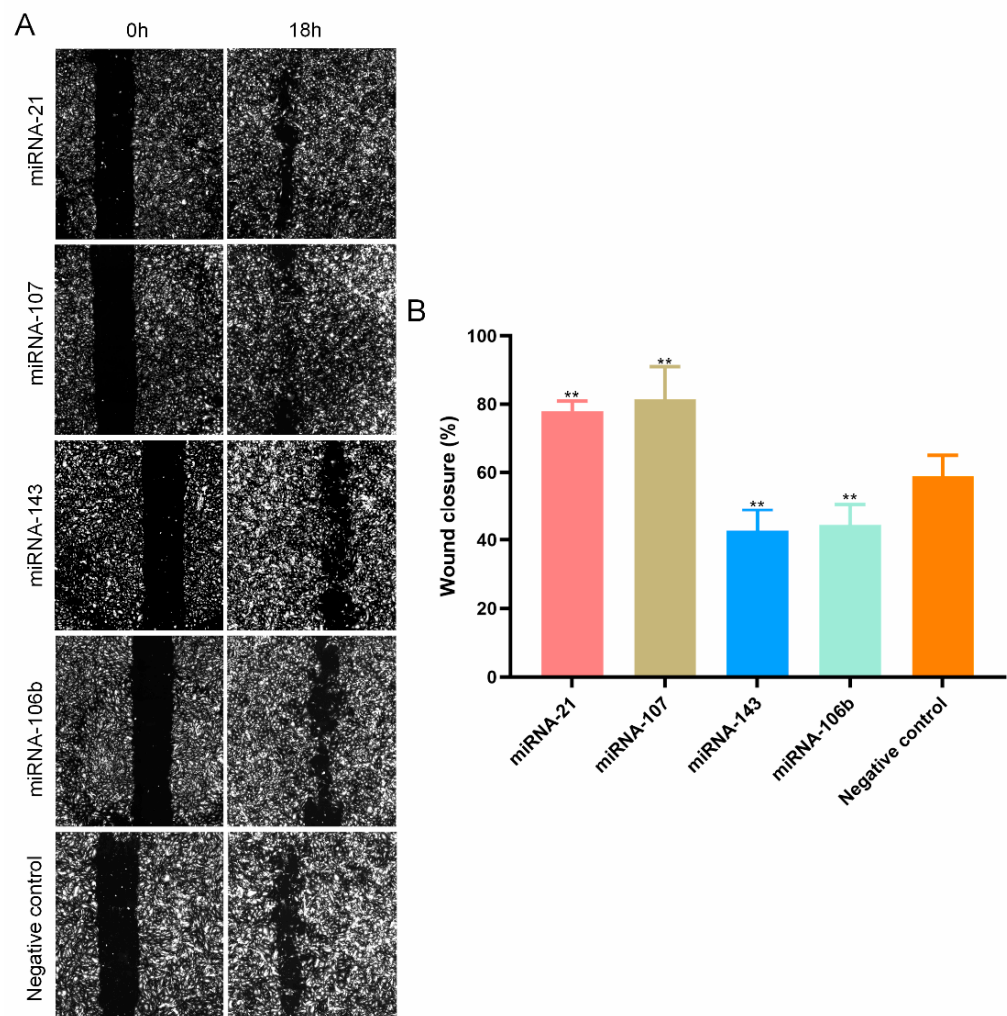 A
0h 18h
miRNA-21
miRNA-107
miRNA-143
miRNA-106b
Negative control
B
Wound closure (%)
100
80
60
40
20
0
** ** ** **
miRNA-21
miRNA-107
miRNA-143
miRNA-106b
Negative control